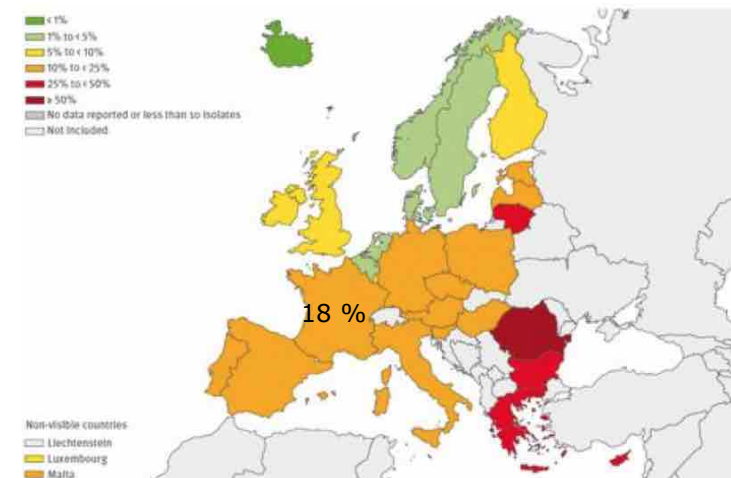 < 1%
1% to < 5%
5% to < 10%
10% to < 25%
25% to < 50%
≥ 50%
No data reported or less than 10 isolates
Not included
18 %
Non-visible countries
Liechtenstein
Luxembourg
Malta